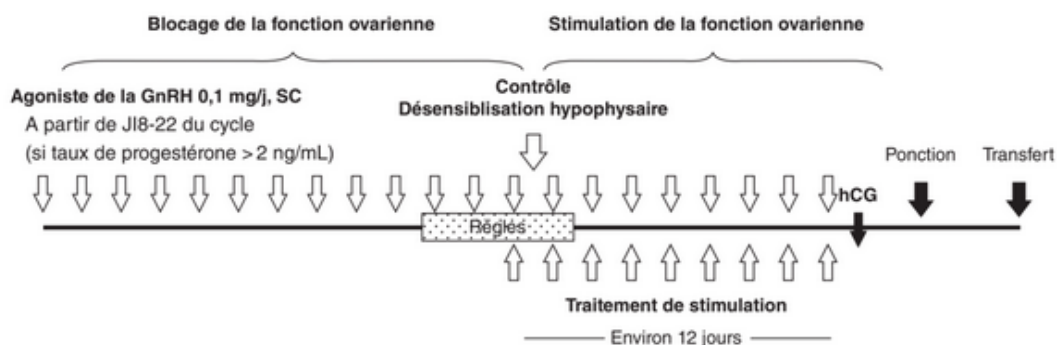 Blocage de la fonction ovarienne
Stimulation de la fonction ovarienne
Agoniste de la GnRH 0,1 mg/j, SC
A partir de JI8-22 du cycle
(si taux de progestérone > 2 ng/mL)
Contrôle
Désensiblisation hypophysaire
Ponction
Transfert
hCG
Règles
Traitement de stimulation
Environ 12 jours